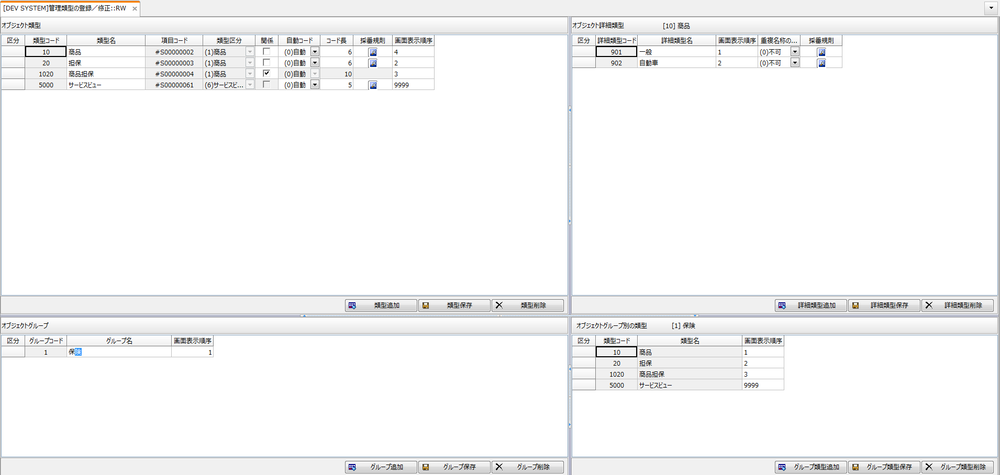 [DEV SYSTEM]管理類型の登録／修正::RW
オブジェクト類型
区分 類型コード 類型名 項目コード 類型区分 関係 自動コード コード長 採番規則 画面表示順序
10 商品 #S00000002 (1)商品 (0)自動 6 4
20 担保 #S00000003 (1)商品 (0)自動 6 2
1020 商品担保 #S00000004 (1)商品 (0)自動 10 3
5000 サービスビュー #S00000061 (6)サービスビ... (0)自動 5 9999
類型追加 類型保存 類型削除
オブジェクト詳細類型 [10] 商品
区分 詳細類型コード 詳細類型名 画面表示順序 重複名称の... 採番規則
901 一般 1 (0)不可
902 自動車 2 (0)不可
詳細類型追加 詳細類型保存 詳細類型削除
オブジェクトグループ
区分 グループコード グループ名 画面表示順序
1 保険 1
グループ追加 グループ保存 グループ削除
オブジェクトグループ別の類型 [1] 保険
区分 類型コード 類型名 画面表示順序
10 商品 1
20 担保 2
1020 商品担保 3
5000 サービスビュー 9999
グループ類型追加 グループ類型保存 グループ類型削除